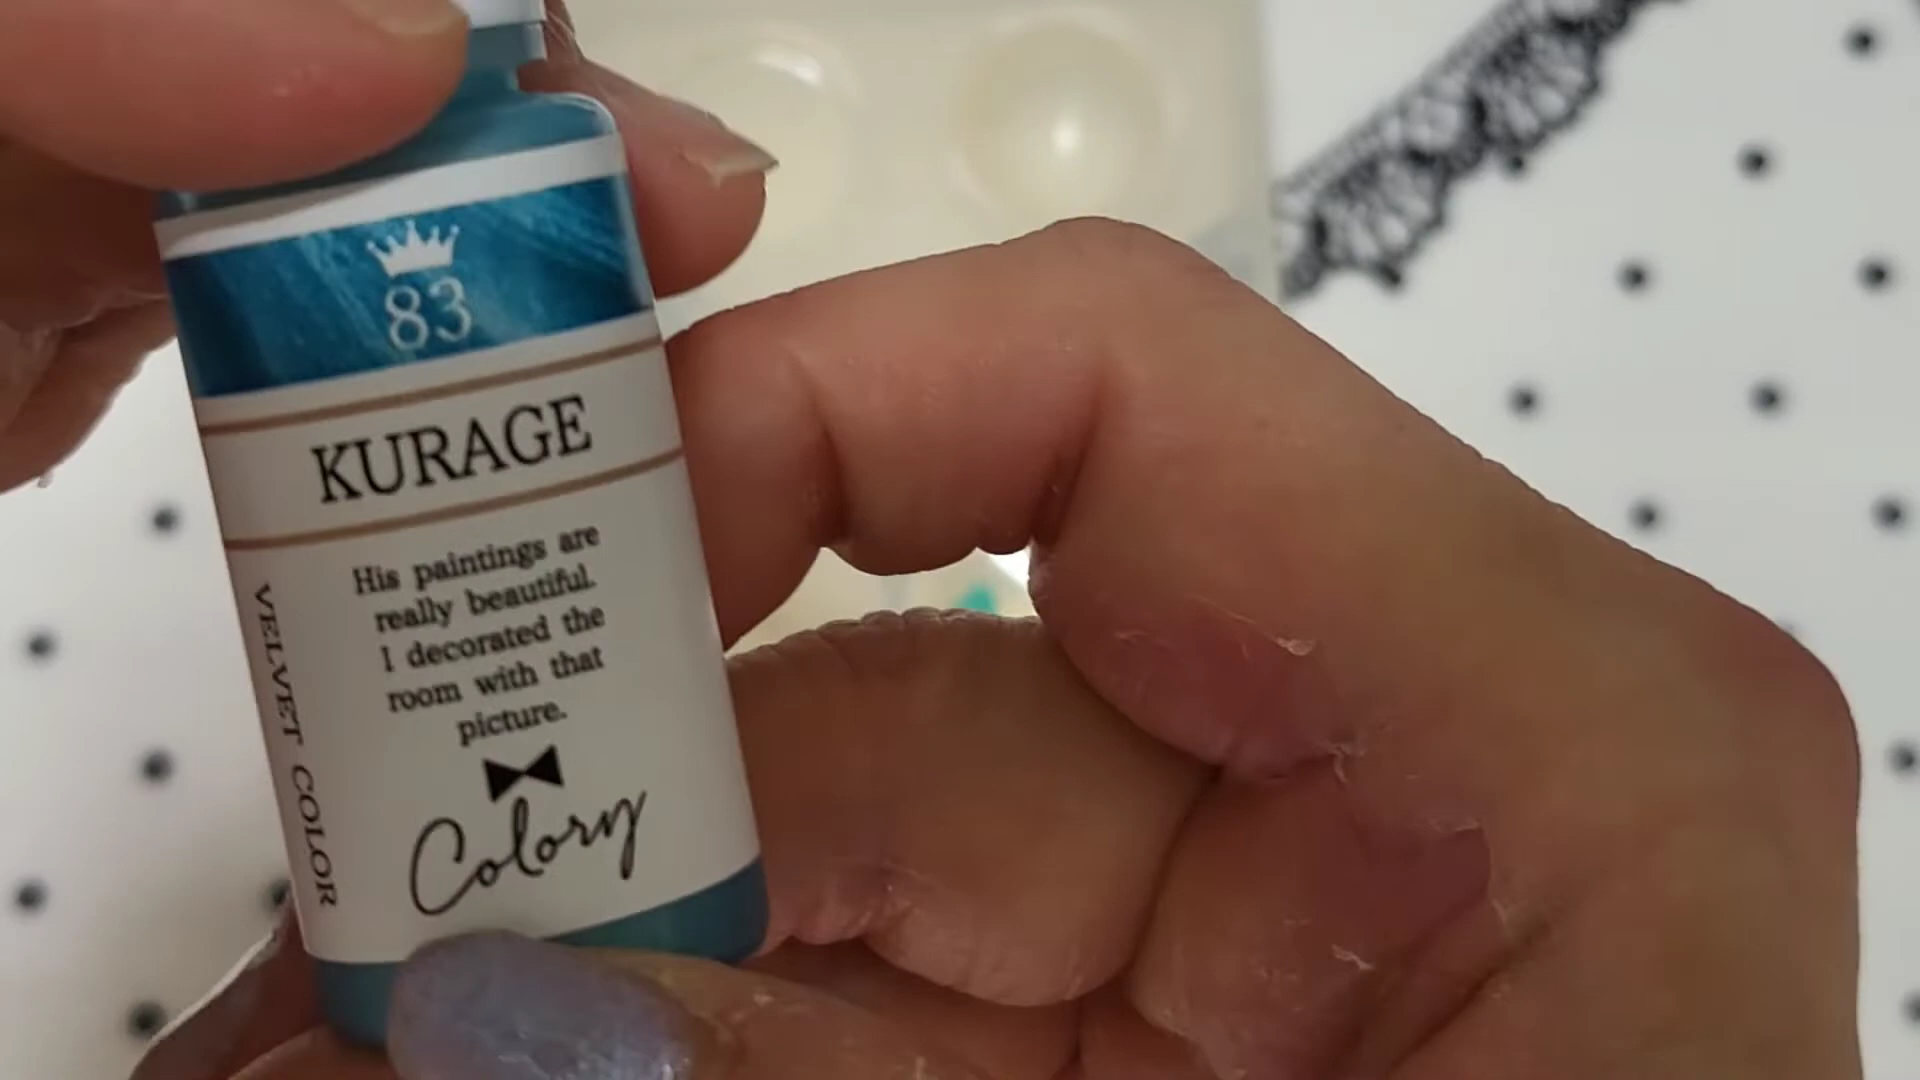 83
KURAGE
His paintings are
really beautiful.
I decorated the
room with that
picture.
Colory
VELVET COLOR